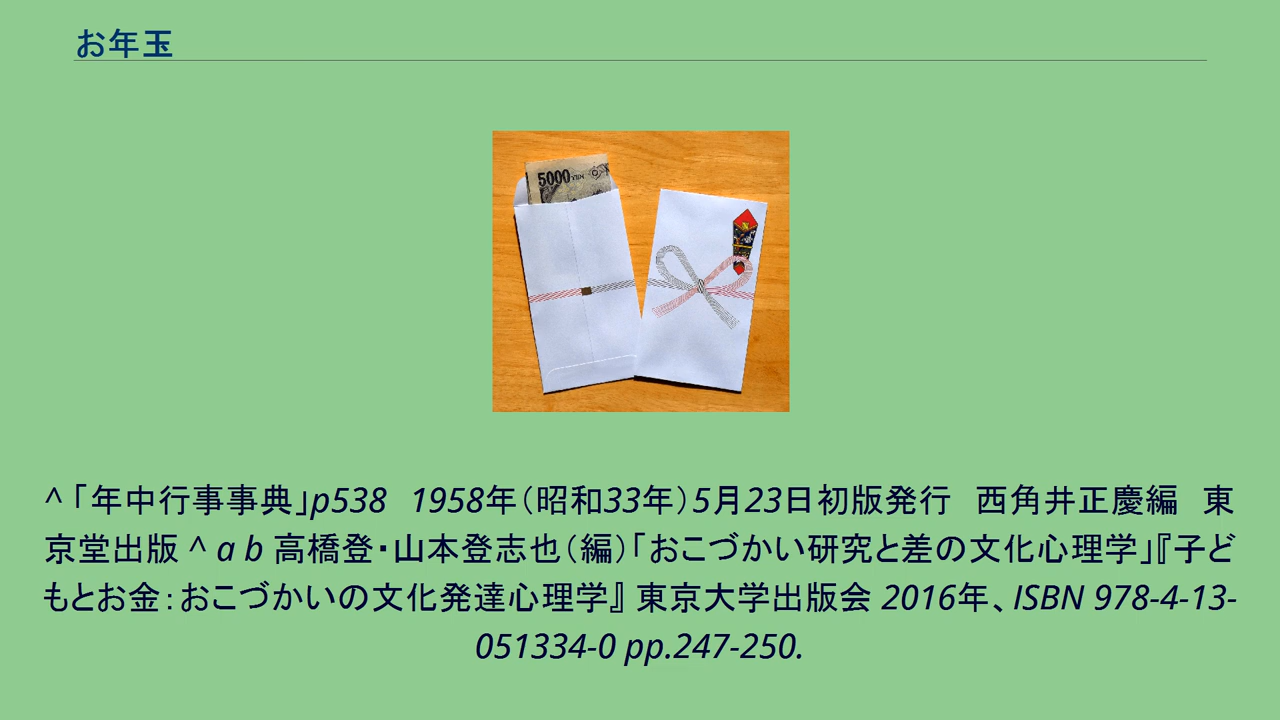 お年玉
5000 YEN
^ 「年中行事事典」p538　1958年（昭和33年）5月23日初版発行　西角井正慶編　東
京堂出版 ^ a b 高橋登・山本登志也（編）「おこづかい研究と差の文化心理学」『子ど
もとお金：おこづかいの文化発達心理学』 東京大学出版会 2016年、ISBN 978-4-13-
051334-0 pp.247-250.